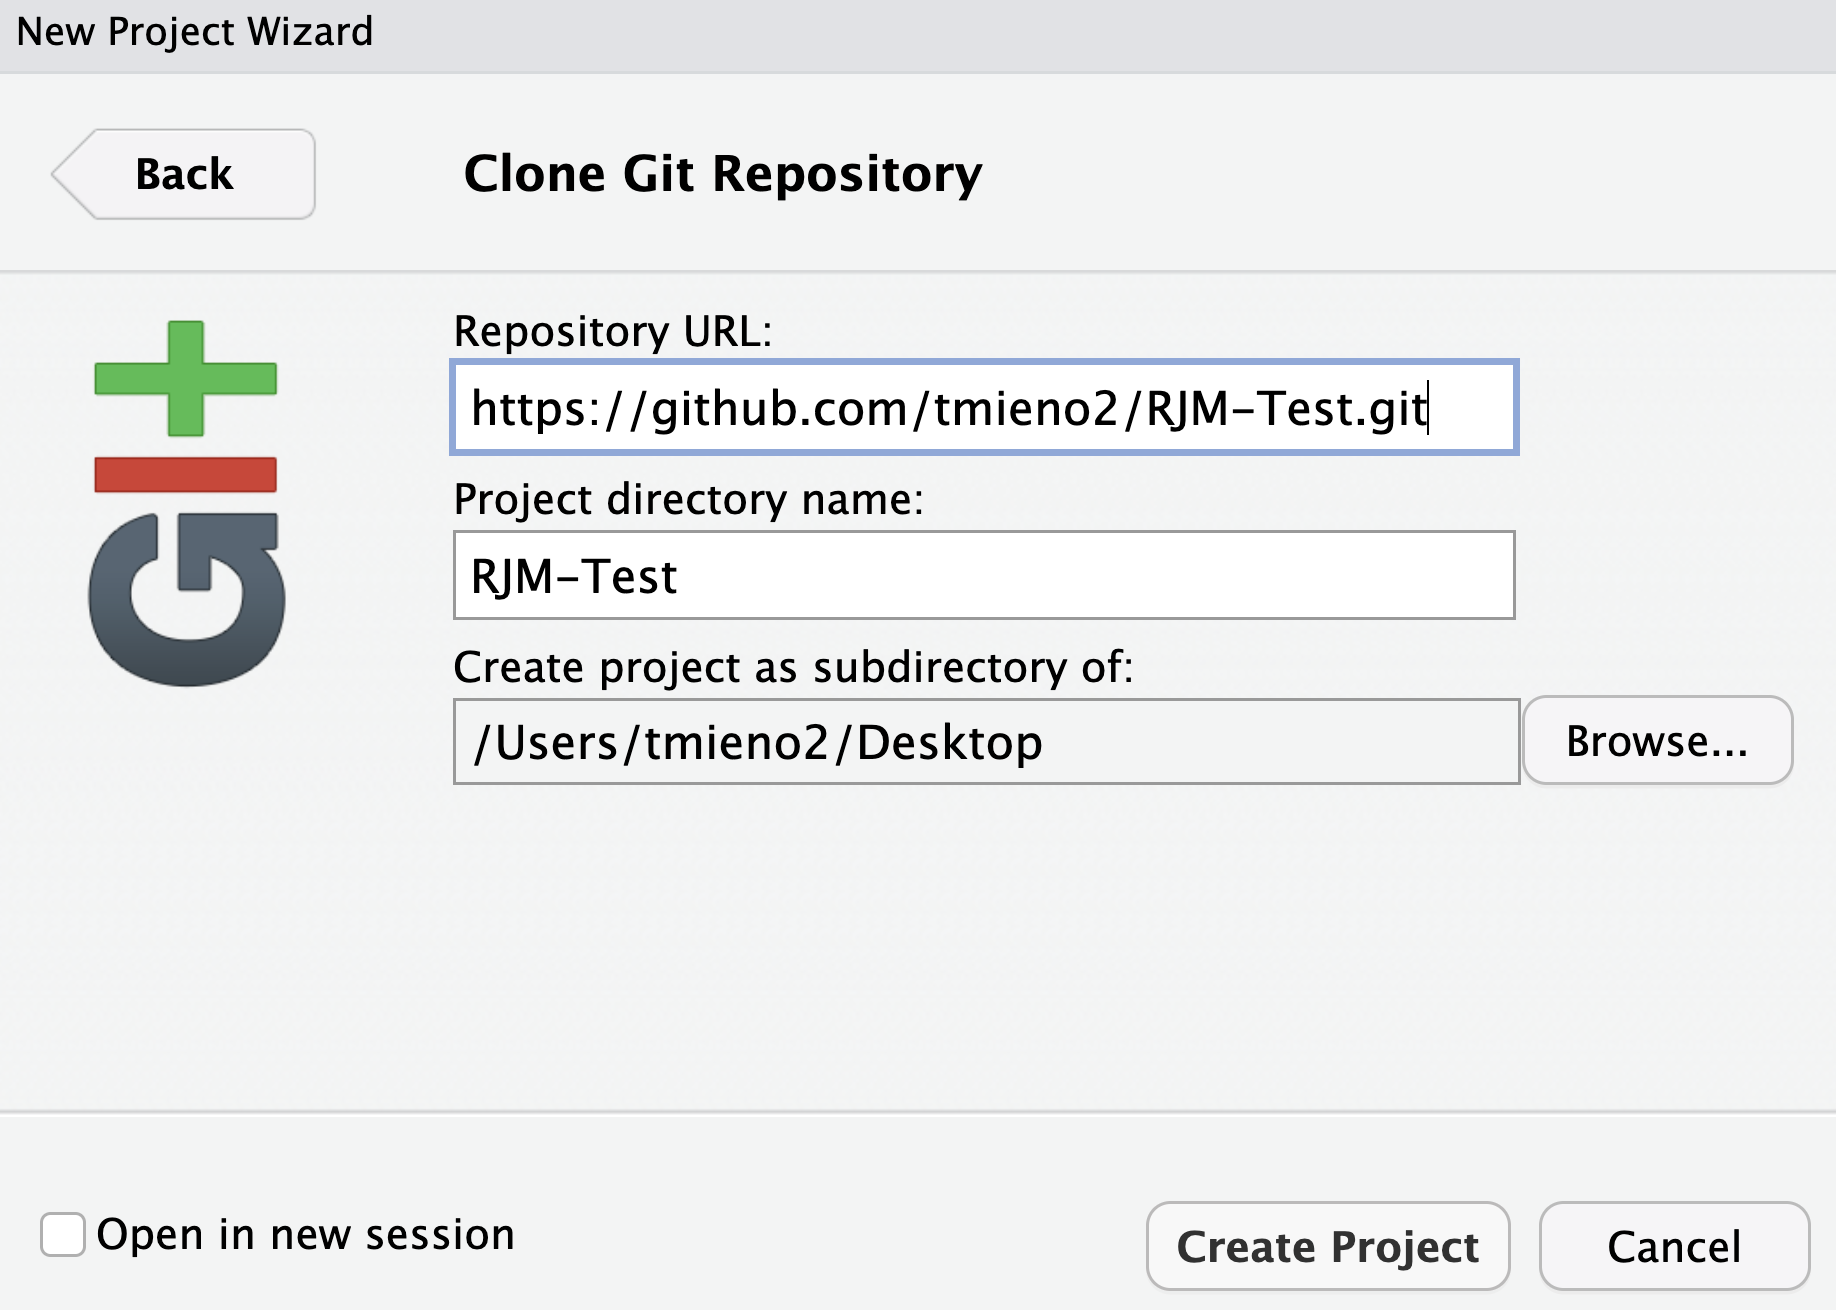 New Project Wizard
Back
Clone Git Repository
GIT
Repository URL:
https://github.com/tmieno2/RJM-Test.git
Project directory name:
RJM-Test
Create project as subdirectory of:
/Users/tmieno2/Desktop
Browse...
Open in new session
Create Project
Cancel